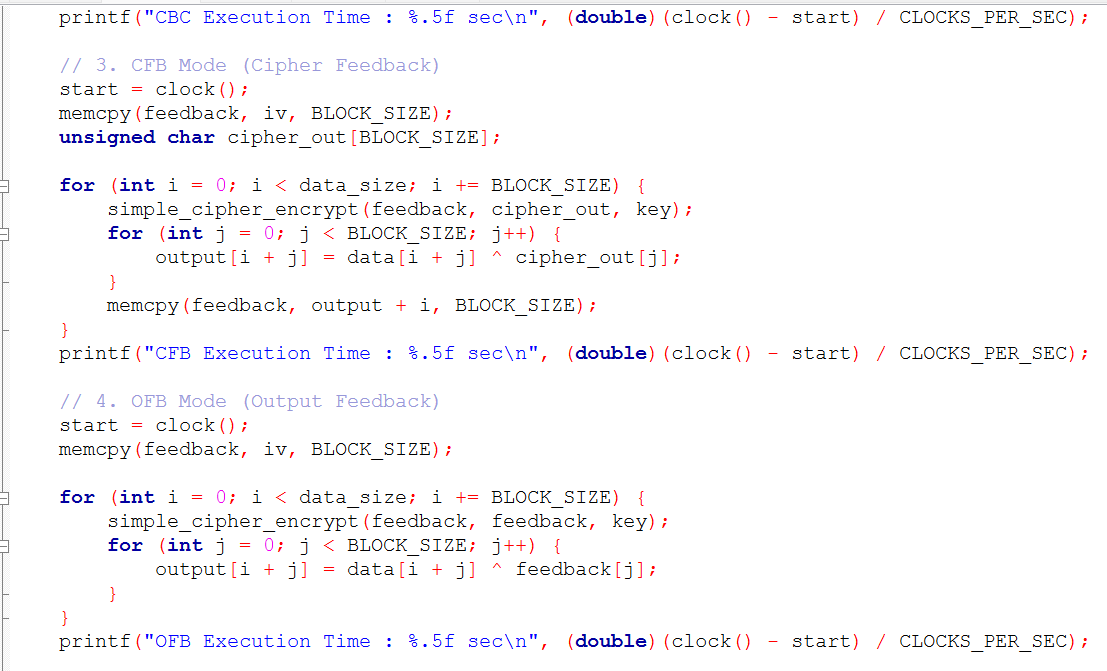 printf("CBC Execution Time : %.5f sec\n", (double)(clock() - start) / CLOCKS_PER_SEC);
// 3. CFB Mode (Cipher Feedback)
start = clock();
memcpy(feedback, iv, BLOCK_SIZE);
unsigned char cipher_out[BLOCK_SIZE];
for (int i = 0; i < data_size; i += BLOCK_SIZE) {
simple_cipher_encrypt(feedback, cipher_out, key);
for (int j = 0; j < BLOCK_SIZE; j++) {
output[i + j] = data[i + j] ^ cipher_out[j];
}
memcpy(feedback, output + i, BLOCK_SIZE);
}
printf("CFB Execution Time : %.5f sec\n", (double)(clock() - start) / CLOCKS_PER_SEC);
// 4. OFB Mode (Output Feedback)
start = clock();
memcpy(feedback, iv, BLOCK_SIZE);
for (int i = 0; i < data_size; i += BLOCK_SIZE) {
simple_cipher_encrypt(feedback, feedback, key);
for (int j = 0; j < BLOCK_SIZE; j++) {
output[i + j] = data[i + j] ^ feedback[j];
}
}
printf("OFB Execution Time : %.5f sec\n", (double)(clock() - start) / CLOCKS_PER_SEC);